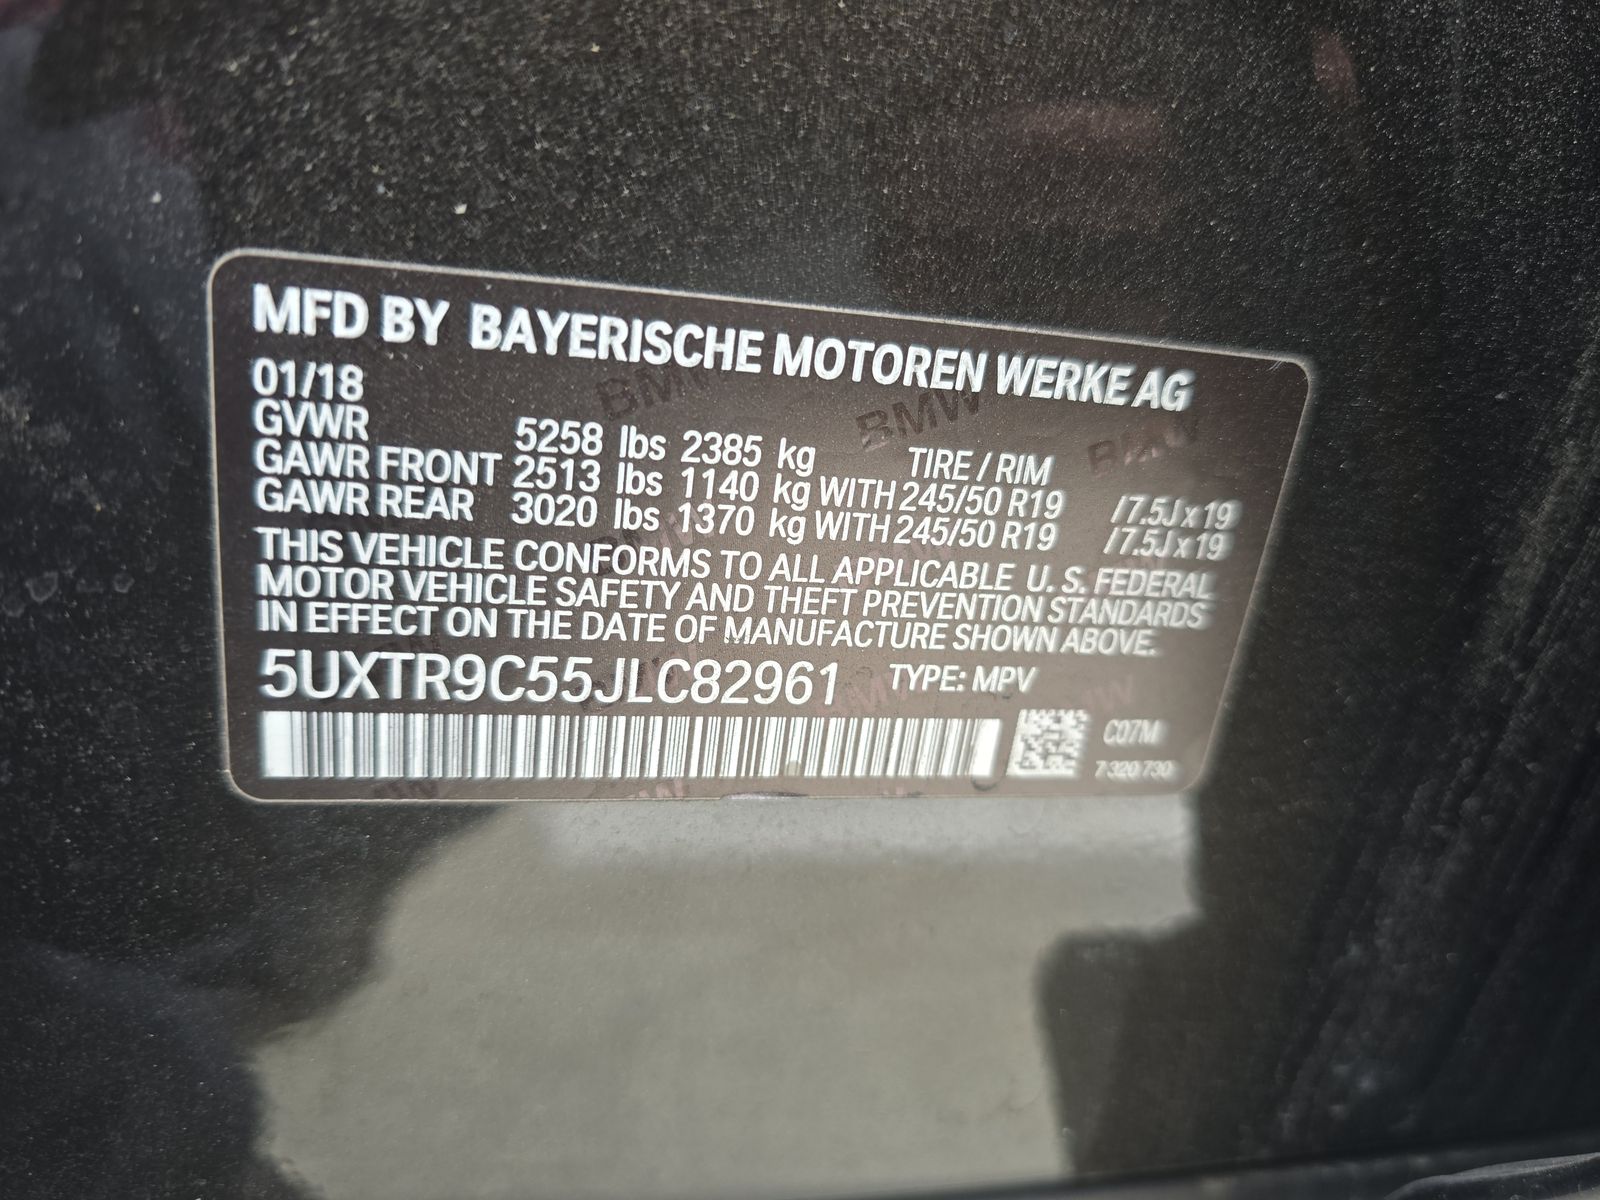 MFD BY BAYERISCHE MOTOREN WERKE AG
01/18
GVWR 5258 lbs 2385 kg TIRE / RIM
GAWR FRONT 2513 lbs 1140 kg WITH 245/50 R19 / 7.5J x 19
GAWR REAR 3020 lbs 1370 kg WITH 245/50 R19 / 7.5J x 19
THIS VEHICLE CONFORMS TO ALL APPLICABLE U. S. FEDERAL
MOTOR VEHICLE SAFETY AND THEFT PREVENTION STANDARDS
IN EFFECT ON THE DATE OF MANUFACTURE SHOWN ABOVE.
5UXTR9C55JLC82961 TYPE: MPV
C07M
7 320 730